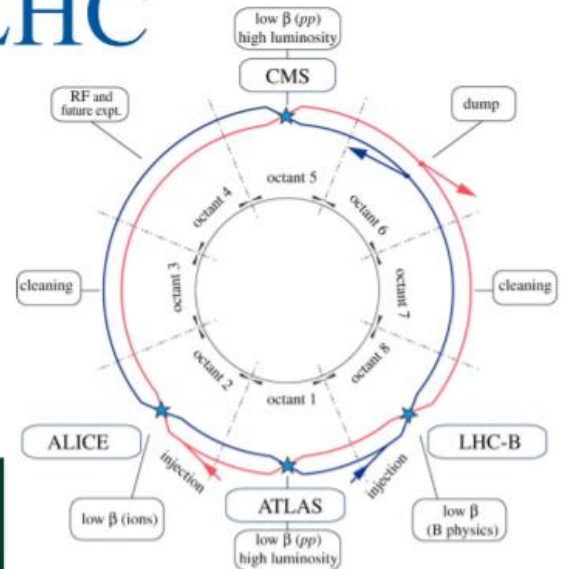 LHC
low β (pp)
high luminosity
CMS
RF and
future expt.
dump
octant 5
octant 4
octant 6
cleaning
octant 3
octant 7
cleaning
octant 2
octant 8
octant 1
ALICE
injection
ATLAS
injection
LHC-B
low β (ions)
low β (pp)
high luminosity
low β
(B physics)